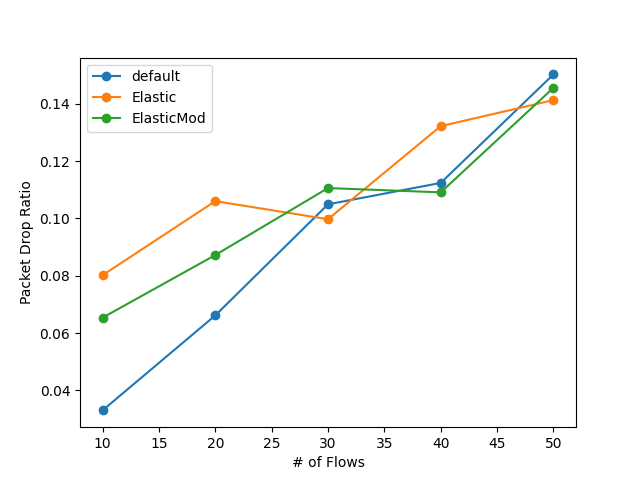 default
Elastic
ElasticMod
Packet Drop Ratio
0.14
0.12
0.10
0.08
0.06
0.04
10 15 20 25 30 35 40 45 50
# of Flows